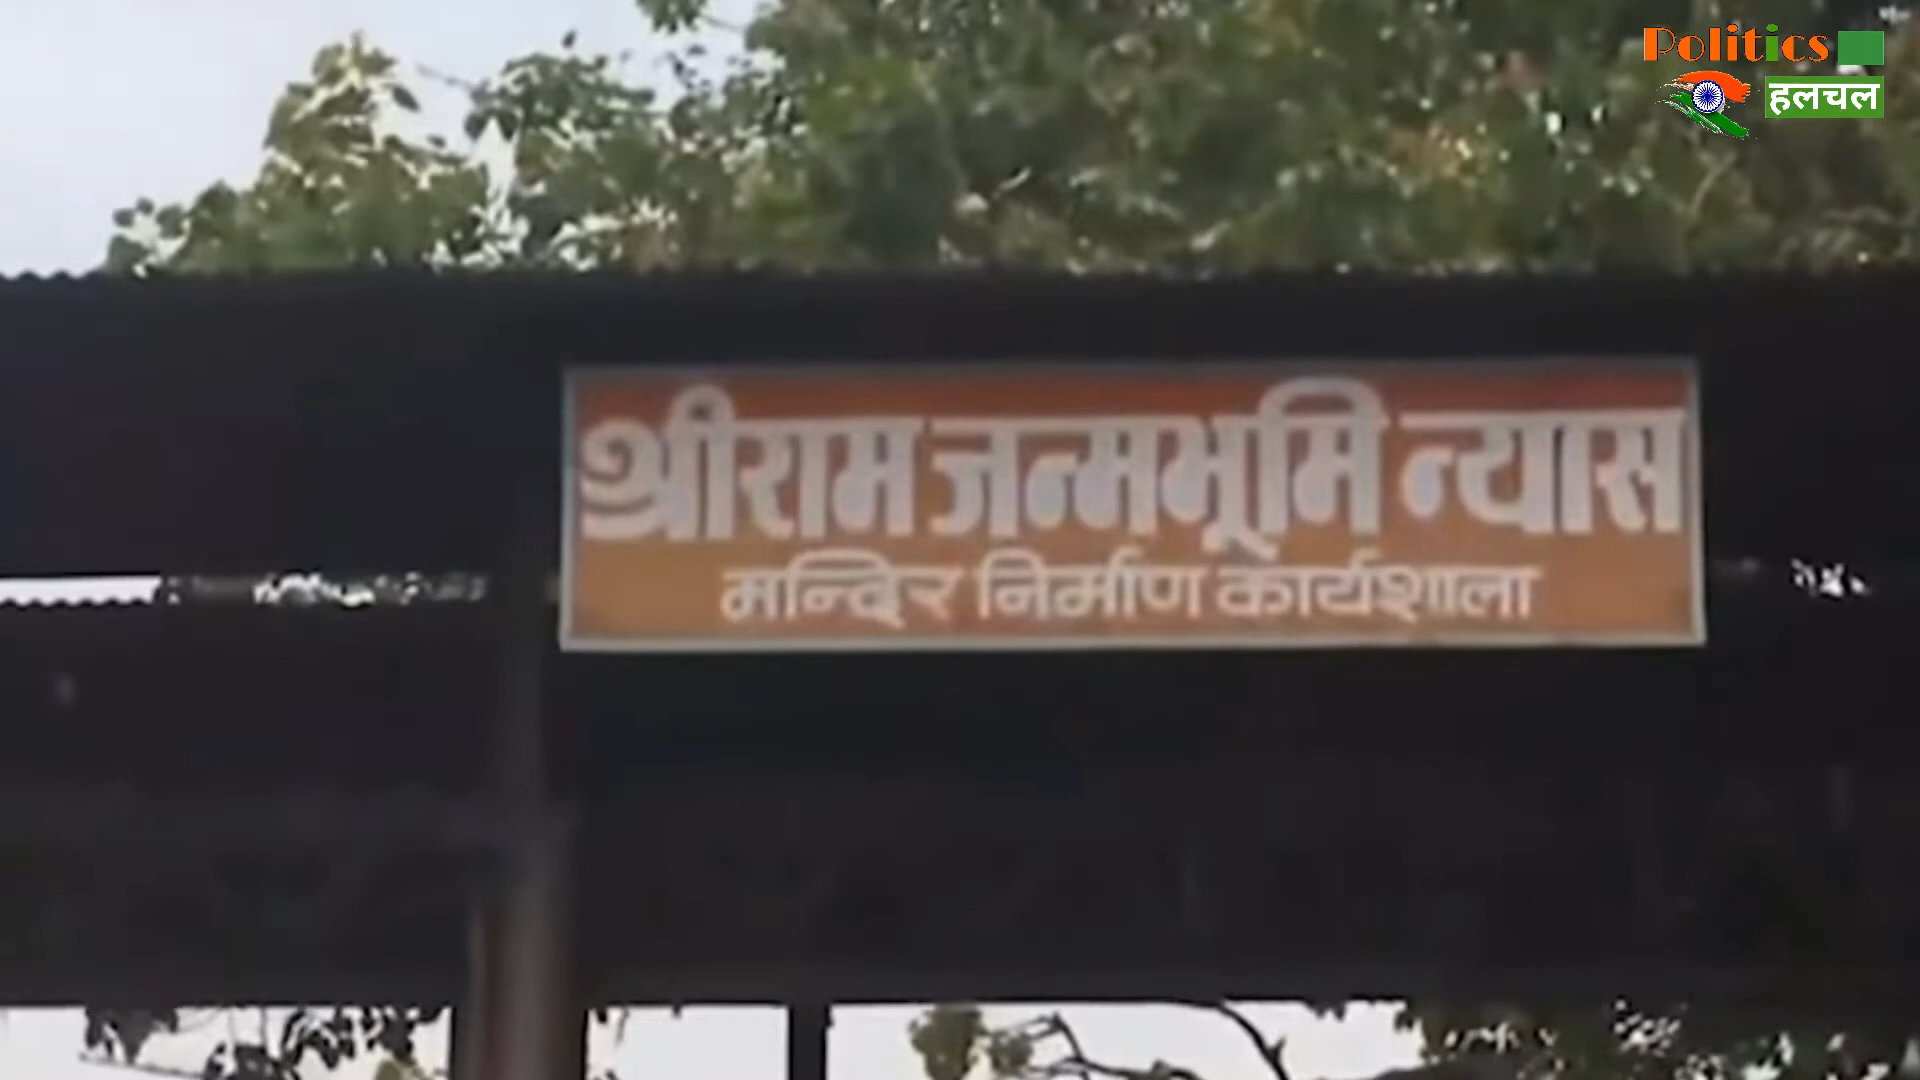 Politics
हलचल
श्रीराम जन्मभूमि न्यास
मन्दिर निर्माण कार्यशाला